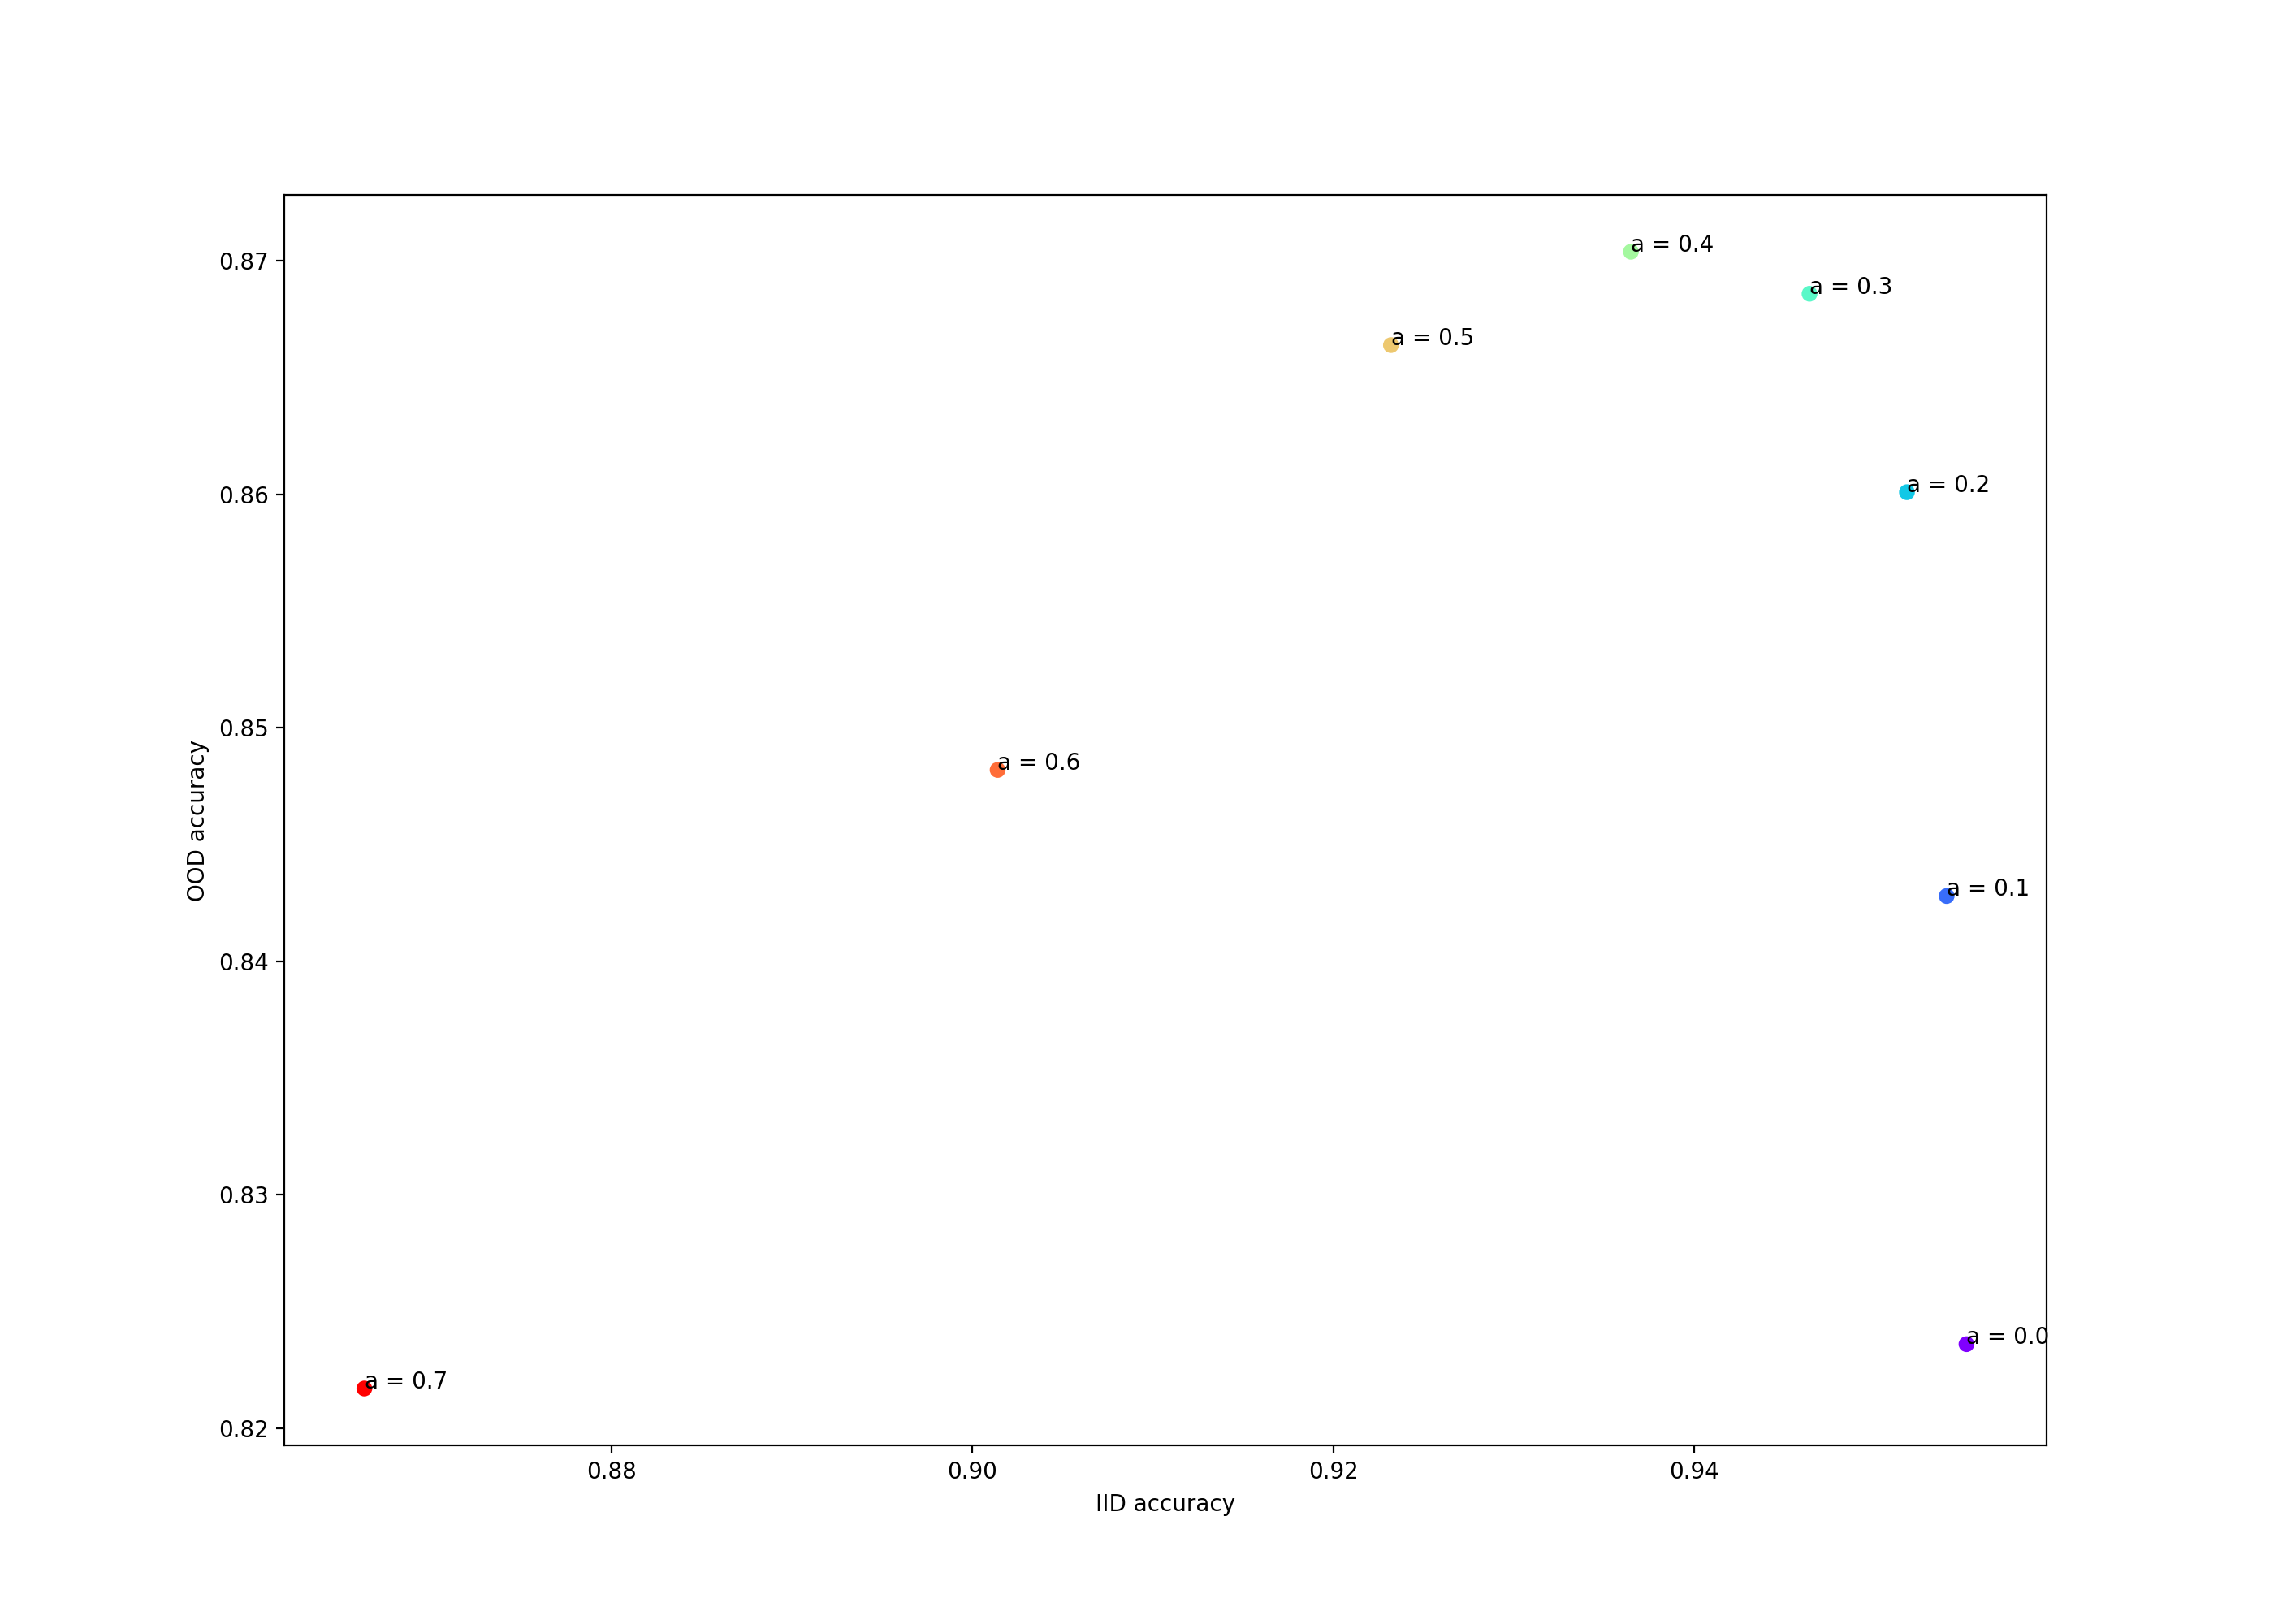 0.87
0.86
0.85
0.84
0.83
0.82
OOD accuracy
a = 0.4
a = 0.3
a = 0.5
a = 0.2
a = 0.6
a = 0.1
a = 0.0
a = 0.7
0.88
0.90
0.92
0.94
IID accuracy